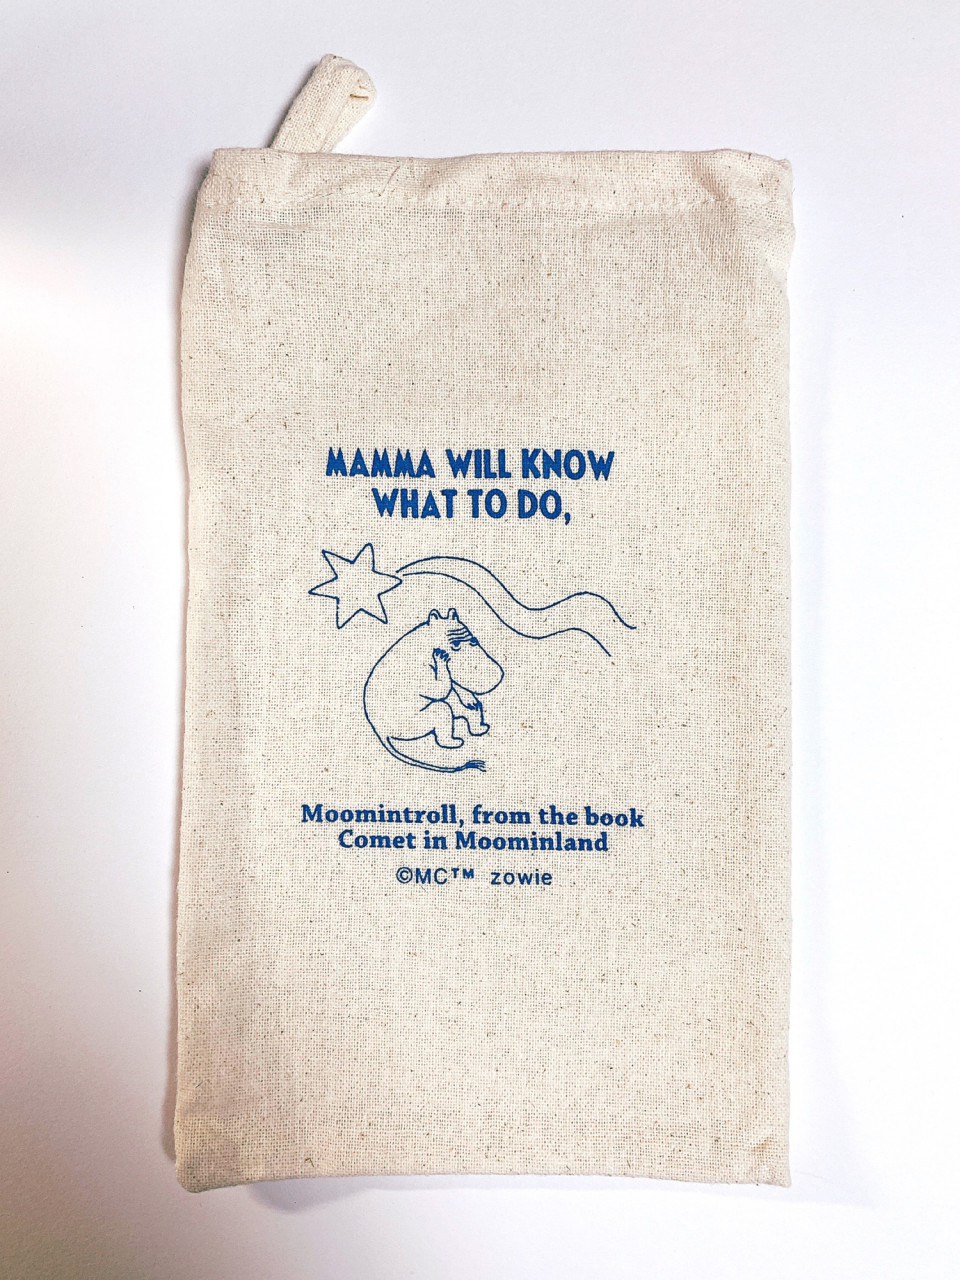 MAMMA WILL KNOW
WHAT TO DO,
Moomintroll, from the book
Comet in Moominland
©MC™ zowie